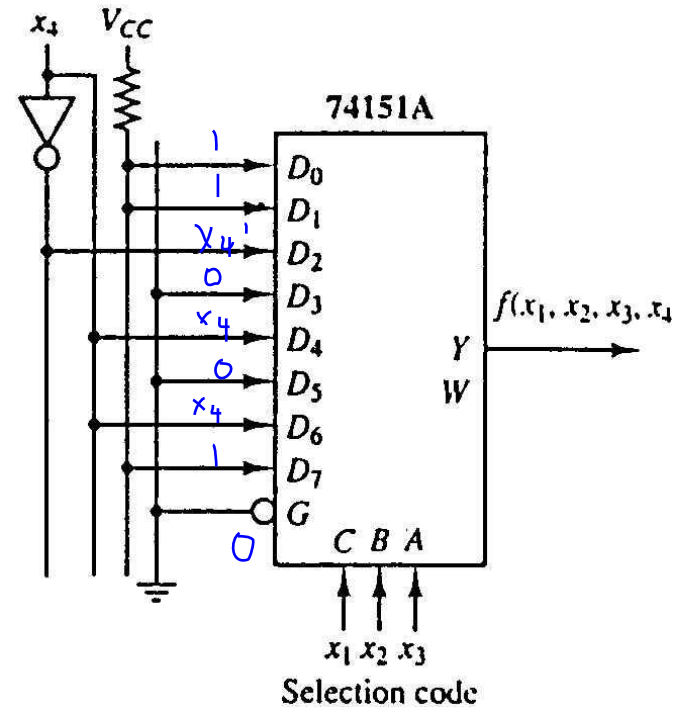 x₄ V_CC
74151A
1 D₀
1 D₁
x₄' D₂
0 D₃
x₄ D₄
0 D₅
x₄ D₆
1 D₇
0 G
Y
W
f(x₁, x₂, x₃, x₄
C B A
x₁ x₂ x₃
Selection code